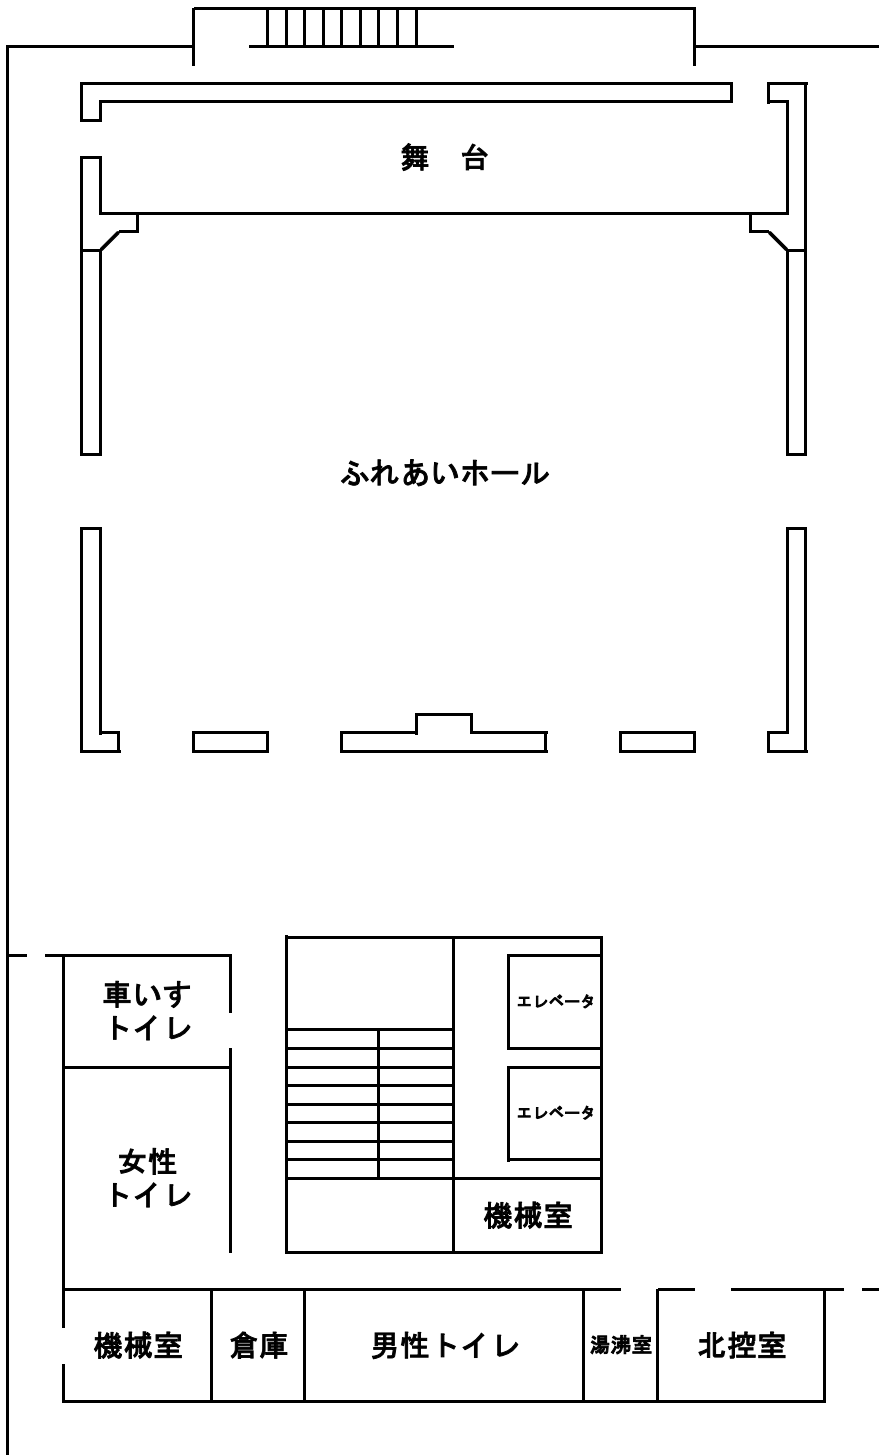 舞　台
ふれあいホール
車いす
トイレ
エレベータ
エレベータ
女性
トイレ
機械室
機械室
倉庫
男性トイレ
湯沸室
北控室